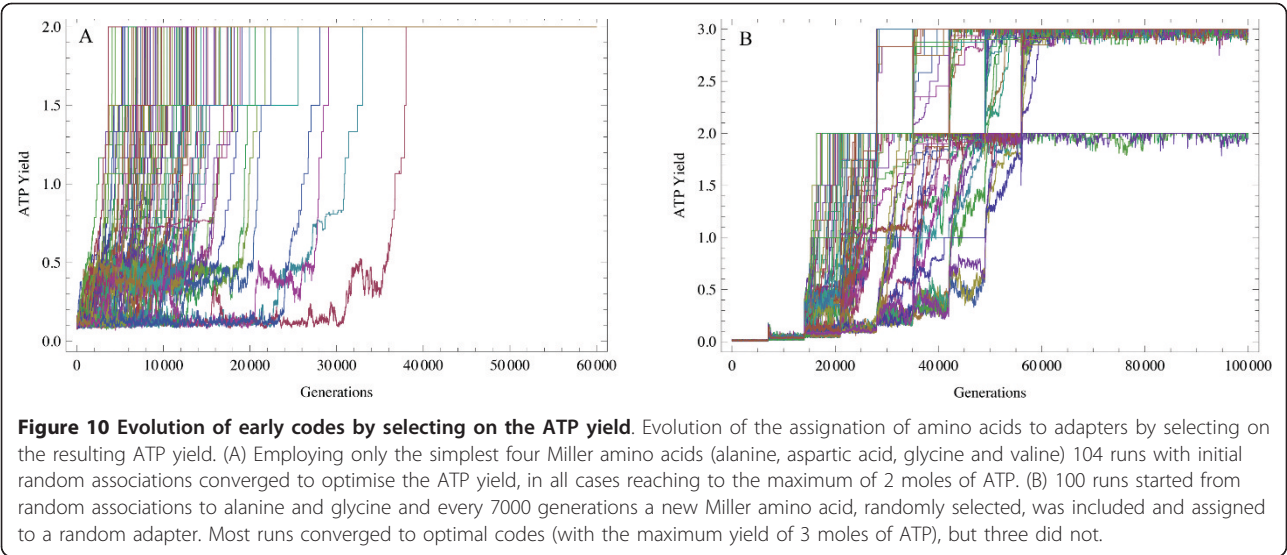 A
2.0
1.5
1.0
0.5
0.0
ATP Yield
0
10 000
20 000
30 000
40 000
50 000
60 000
Generations
B
3.0
2.5
2.0
1.5
1.0
0.5
0.0
ATP Yield
0
20 000
40 000
60 000
80 000
100 000
Generations
Figure 10 Evolution of early codes by selecting on the ATP yield. Evolution of the assignation of amino acids to adapters by selecting on
the resulting ATP yield. (A) Employing only the simplest four Miller amino acids (alanine, aspartic acid, glycine and valine) 104 runs with initial
random associations converged to optimise the ATP yield, in all cases reaching to the maximum of 2 moles of ATP. (B) 100 runs started from
random associations to alanine and glycine and every 7000 generations a new Miller amino acid, randomly selected, was included and assigned
to a random adapter. Most runs converged to optimal codes (with the maximum yield of 3 moles of ATP), but three did not.